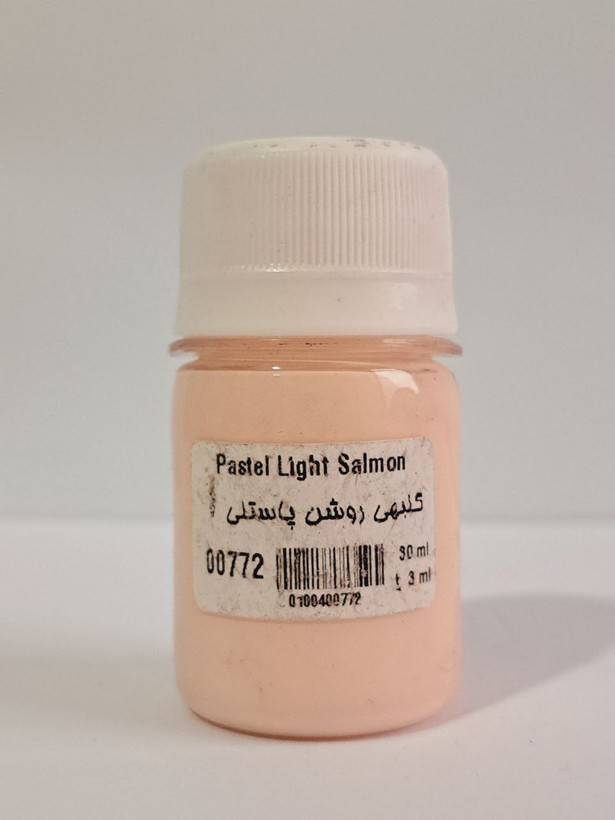 Pastel Light Salmon
گلبهی روشن پاستلی
00772
30 ml
± 3 ml
0100400772